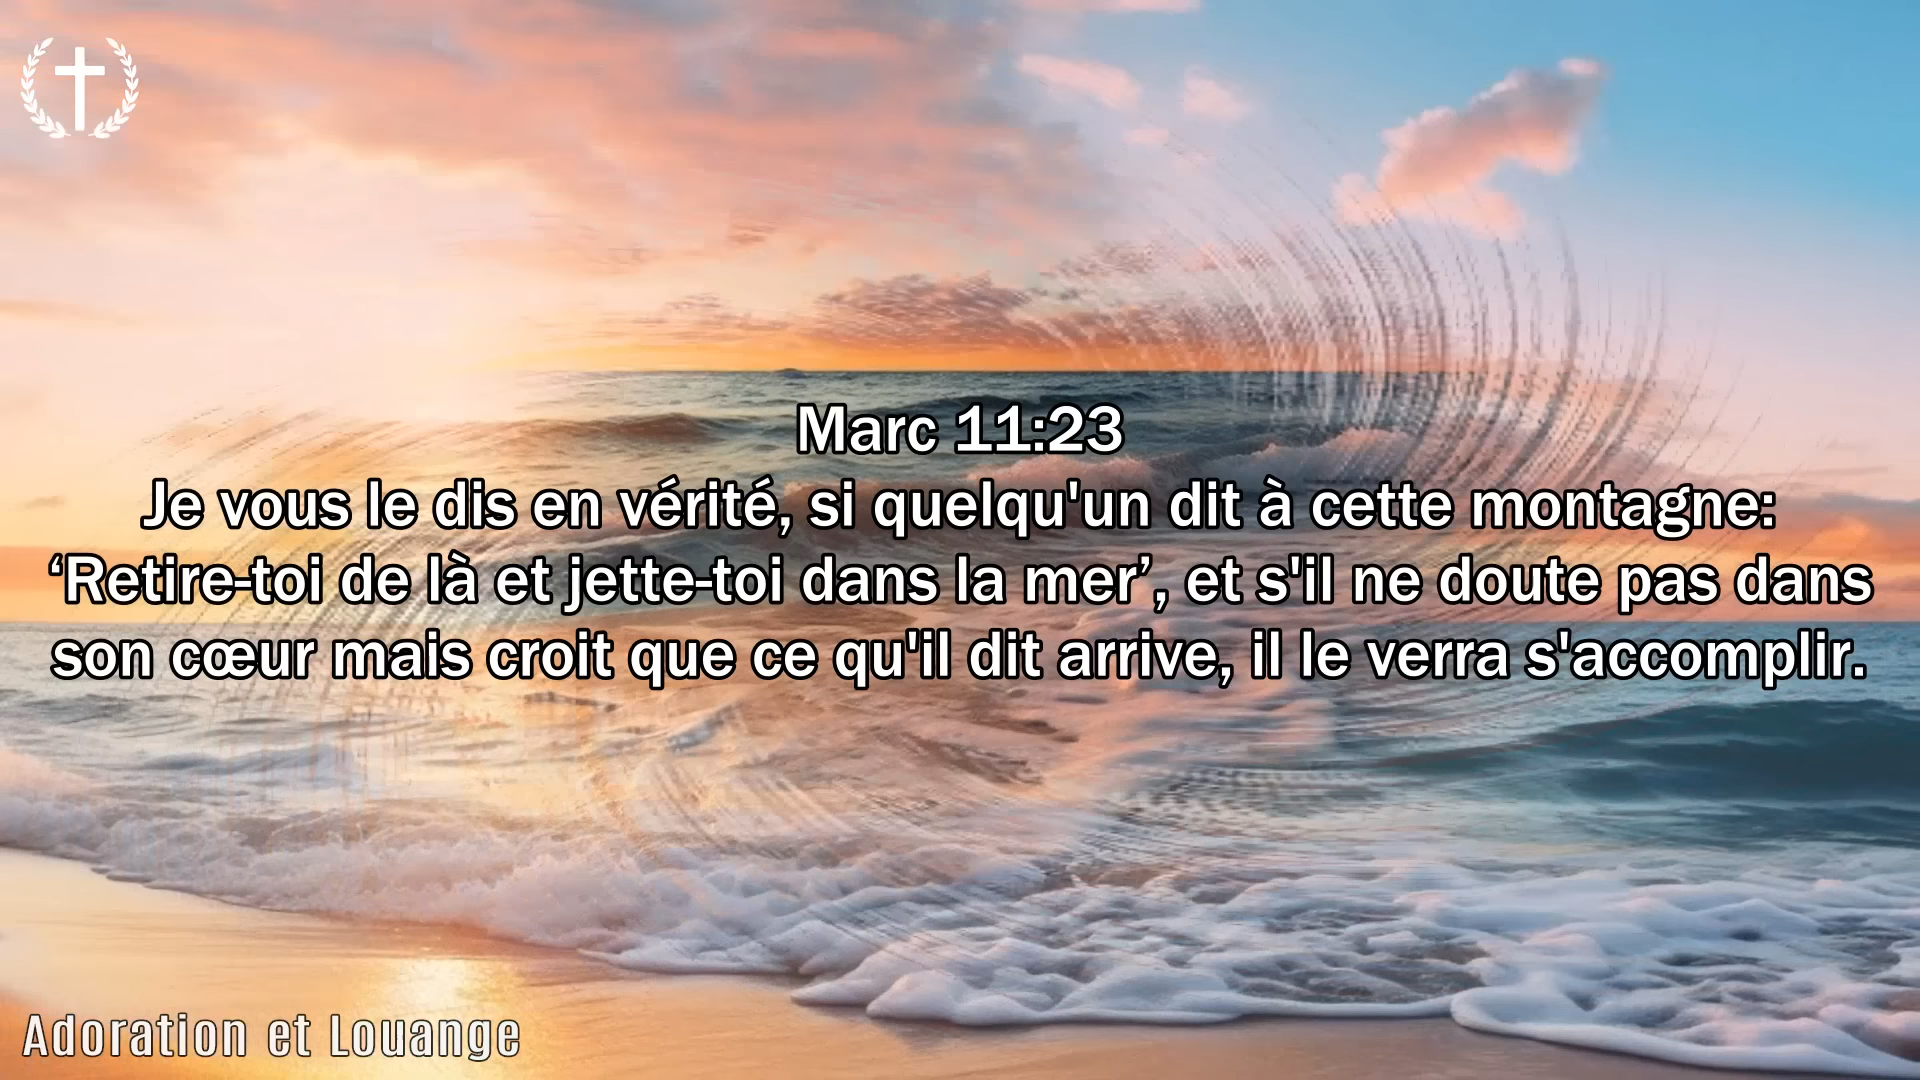 Marc 11:23
Je vous le dis en vérité, si quelqu'un dit à cette montagne:
‘Retire-toi de là et jette-toi dans la mer’, et s'il ne doute pas dans
son cœur mais croit que ce qu'il dit arrive, il le verra s'accomplir.
Adoration et Louange